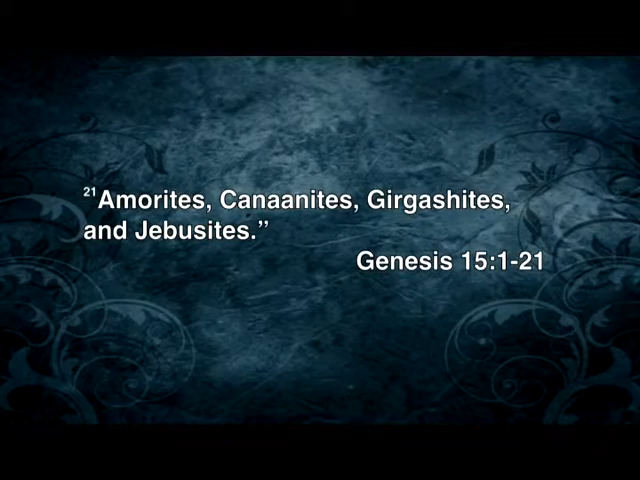 21Amorites, Canaanites, Girgashites,
and Jebusites.”
Genesis 15:1-21